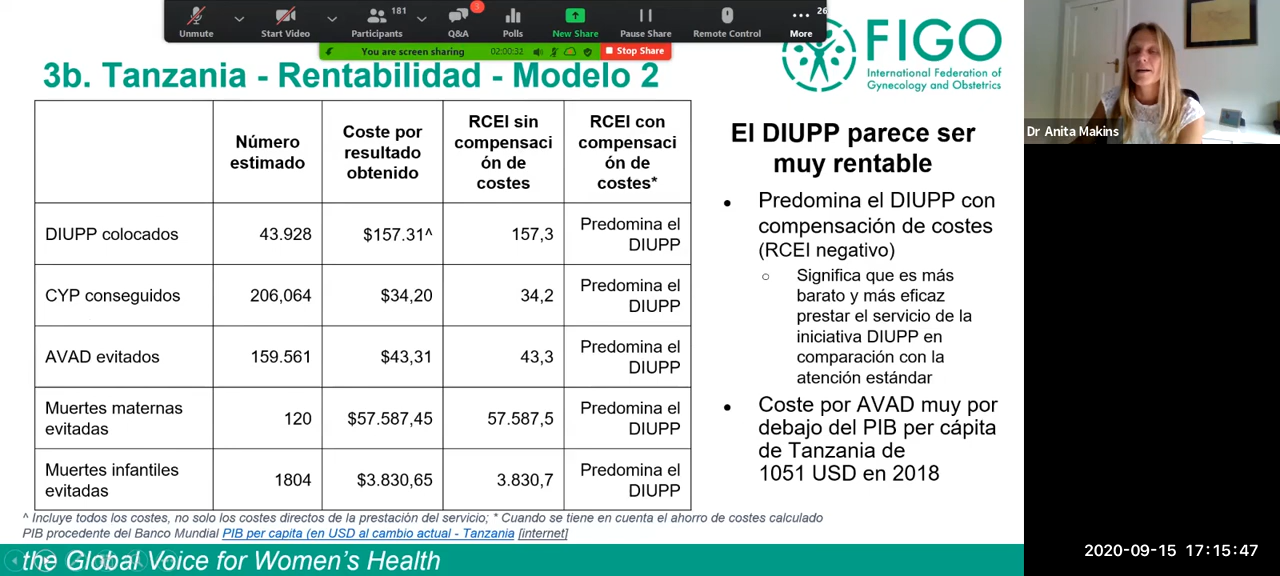 181
3
26
Unmute
Start Video
Participants
Q&A
Polls
New Share
Pause Share
Remote Control
More
You are screen sharing
02:00:32
Stop Share
FIGO
International Federation of
Gynecology and Obstetrics
Dr Anita Makins
3b. Tanzania - Rentabilidad - Modelo 2
Número
estimado
Coste por
resultado
obtenido
RCEI sin
compensaci
ón de
costes
RCEI con
compensaci
ón de
costes*
DIUPP colocados
43.928
$157.31^
157,3
Predomina el
DIUPP
CYP conseguidos
206,064
$34,20
34,2
Predomina el
DIUPP
AVAD evitados
159.561
$43,31
43,3
Predomina el
DIUPP
Muertes maternas
evitadas
120
$57.587,45
57.587,5
Predomina el
DIUPP
Muertes infantiles
evitadas
1804
$3.830,65
3.830,7
Predomina el
DIUPP
El DIUPP parece ser
muy rentable
Predomina el DIUPP con
compensación de costes
(RCEI negativo)
Significa que es más
barato y más eficaz
prestar el servicio de la
iniciativa DIUPP en
comparación con la
atención estándar
Coste por AVAD muy por
debajo del PIB per cápita
de Tanzania de
1051 USD en 2018
^ Incluye todos los costes, no solo los costes directos de la prestación del servicio; * Cuando se tiene en cuenta el ahorro de costes calculado
PIB procedente del Banco Mundial PIB per capita (en USD al cambio actual - Tanzania [internet]
the Global Voice for Women's Health
2020-09-15 17:15:47